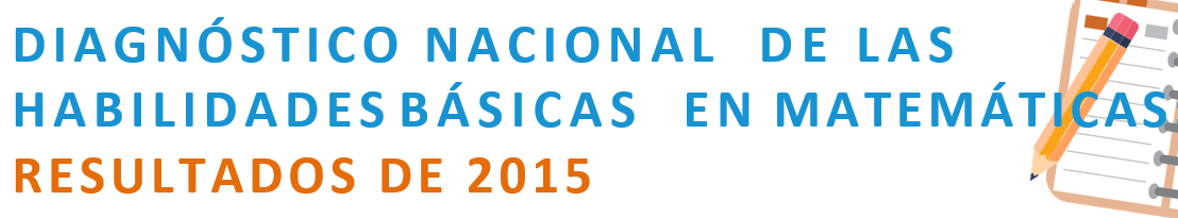 DIAGNÓSTICO NACIONAL DE LAS
HABILIDADES BÁSICAS EN MATEMÁTICAS
RESULTADOS DE 2015